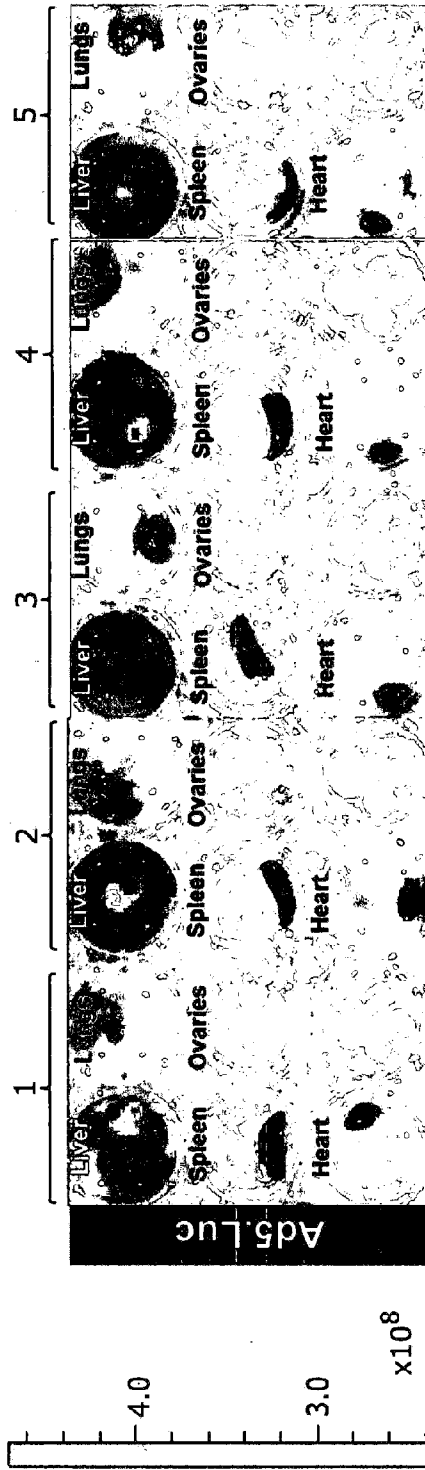 1 2 3 4 5
Liver Lungs Liver Lungs Liver Lungs Liver Lungs Liver Lungs
Spleen Ovaries Spleen Ovaries Spleen Ovaries Spleen Ovaries Spleen Ovaries
Heart Heart Heart Heart Heart
Ad5.Luc
4.0
3.0
x10⁸